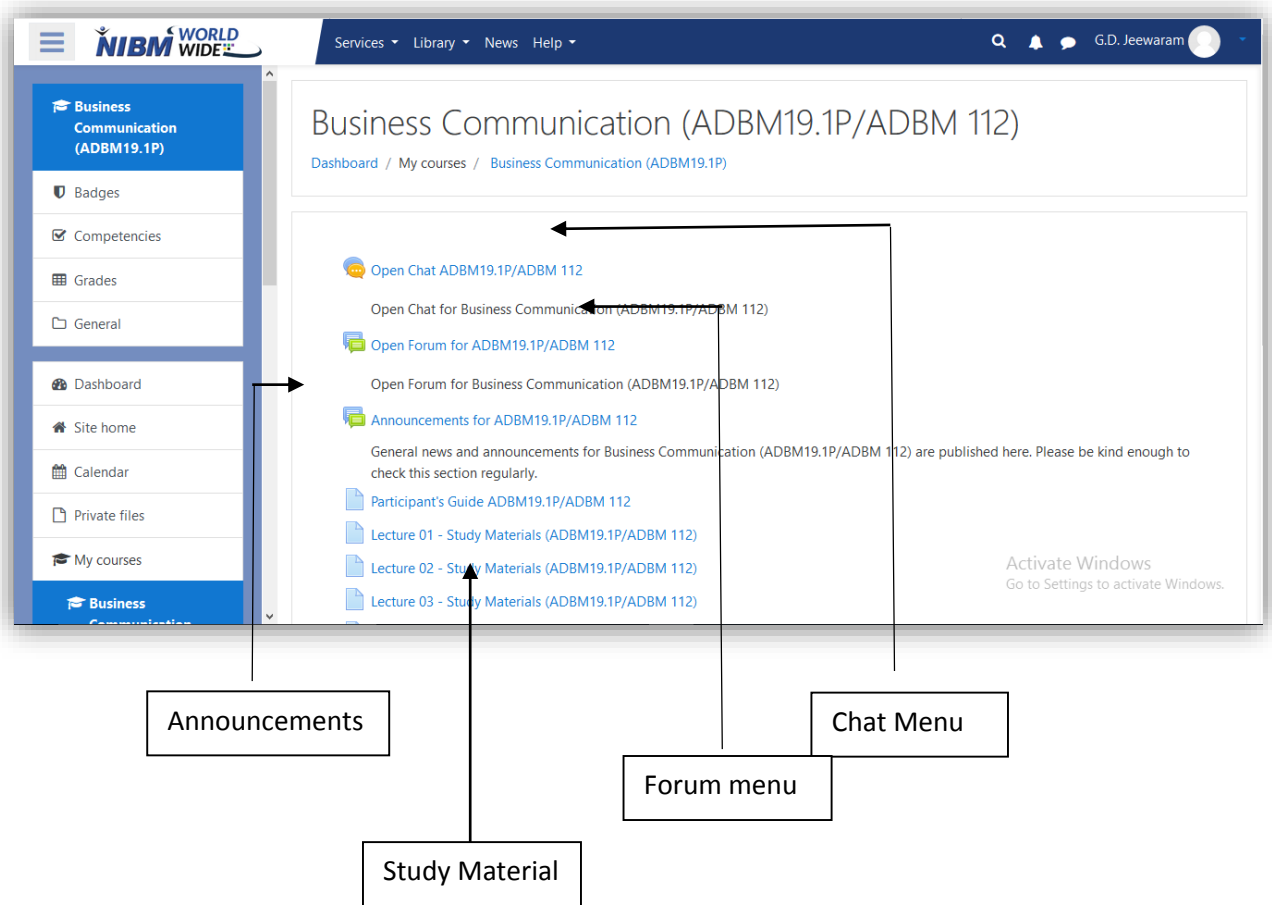 NIBM WORLD WIDE
Services Library News Help G.D. Jeewaram
Business
Communication
(ADBM19.1P)
Badges
Competencies
Grades
General
Dashboard
Site home
Calendar
Private files
My courses
Business
Communication
Business Communication (ADBM19.1P/ADBM 112)
Dashboard / My courses / Business Communication (ADBM19.1P)
Open Chat ADBM19.1P/ADBM 112
Open Chat for Business Communication (ADBM19.1P/ADBM 112)
Open Forum for ADBM19.1P/ADBM 112
Open Forum for Business Communication (ADBM19.1P/ADBM 112)
Announcements for ADBM19.1P/ADBM 112
General news and announcements for Business Communication (ADBM19.1P/ADBM 112) are published here. Please be kind enough to
check this section regularly.
Participant's Guide ADBM19.1P/ADBM 112
Lecture 01 - Study Materials (ADBM19.1P/ADBM 112)
Lecture 02 - Study Materials (ADBM19.1P/ADBM 112)
Lecture 03 - Study Materials (ADBM19.1P/ADBM 112)
Activate Windows
Go to Settings to activate Windows.
Announcements
Chat Menu
Forum menu
Study Material